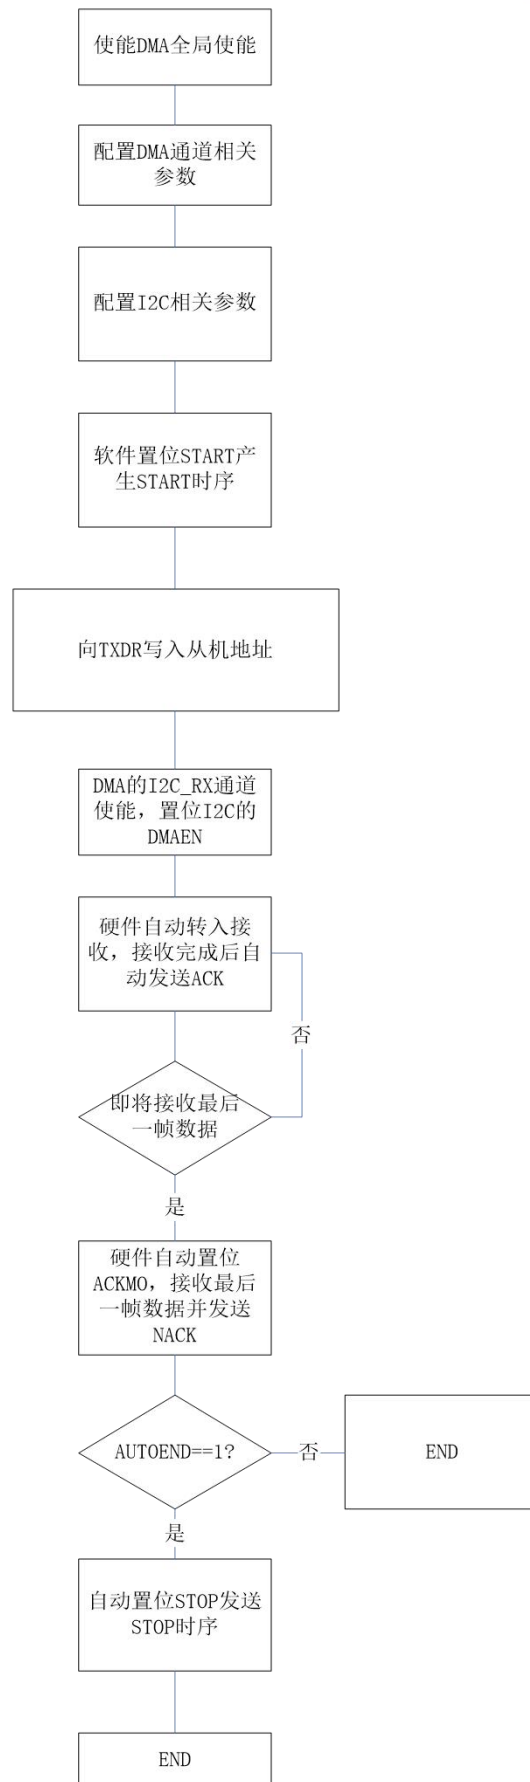 使能DMA全局使能
配置DMA通道相关
参数
配置I2C相关参数
软件置位START产
生START时序
向TXDR写入从机地址
DMA的I2C_RX通道
使能，置位I2C的
DMAEN
硬件自动转入接
收，接收完成后自
动发送ACK
否
即将接收最后
一帧数据
是
硬件自动置位
ACKMO，接收最后
一帧数据并发送
NACK
AUTOEND==1?
否
END
是
自动置位STOP发送
STOP时序
END